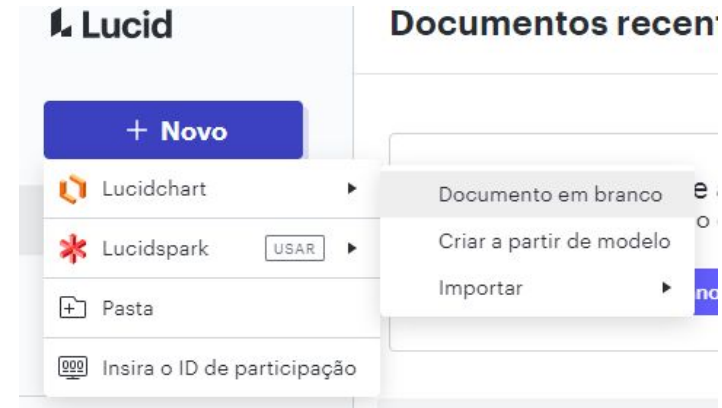 Lucid
Documentos recent
+ Novo
Lucidchart
Documento em branco
Lucidspark USAR
Criar a partir de modelo
Importar
Pasta
Insira o ID de participação